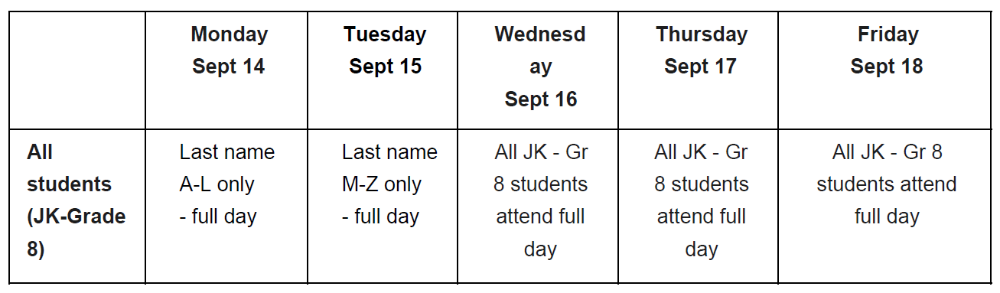 Monday
Sept 14
Tuesday
Sept 15
Wednesd
ay
Sept 16
Thursday
Sept 17
Friday
Sept 18
All
students
(JK-Grade
8)
Last name
A-L only
- full day
Last name
M-Z only
- full day
All JK - Gr
8 students
attend full
day
All JK - Gr
8 students
attend full
day
All JK - Gr 8
students attend
full day